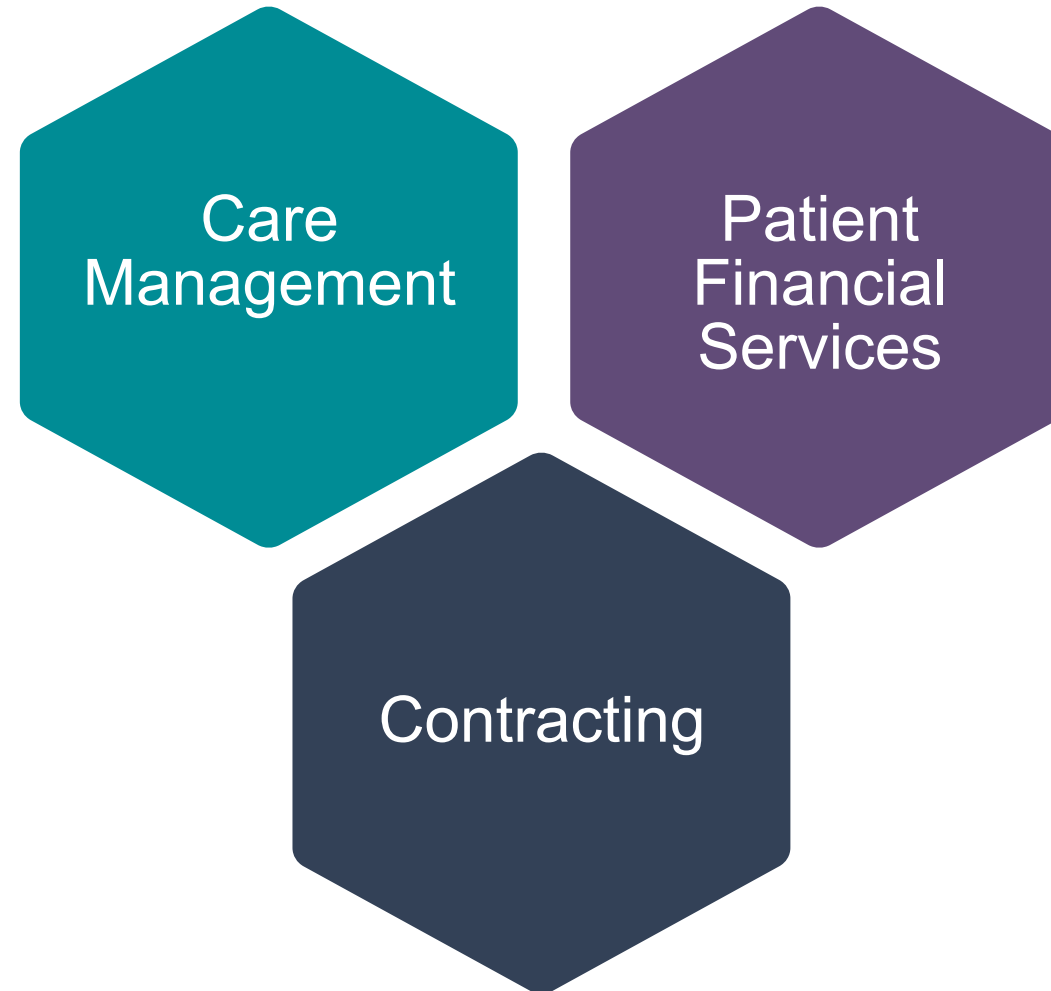 Care
Management
Patient
Financial
Services
Contracting